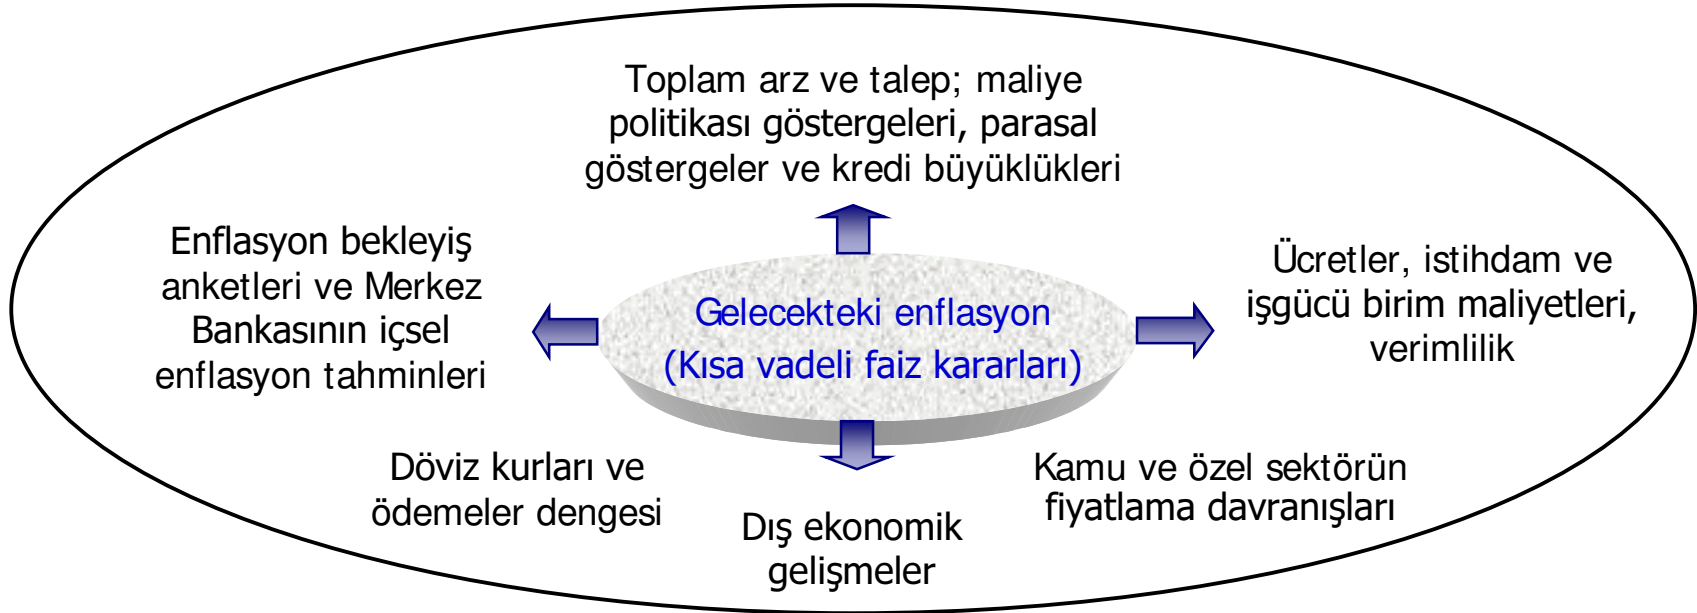 Toplam arz ve talep; maliye
politikası göstergeleri, parasal
göstergeler ve kredi büyüklükleri
Enflasyon bekleyiş
anketleri ve Merkez
Bankasının içsel
enflasyon tahminleri
Gelecekteki enflasyon
(Kısa vadeli faiz kararları)
Ücretler, istihdam ve
işgücü birim maliyetleri,
verimlilik
Döviz kurları ve
ödemeler dengesi
Dış ekonomik
gelişmeler
Kamu ve özel sektörün
fiyatlama davranışları